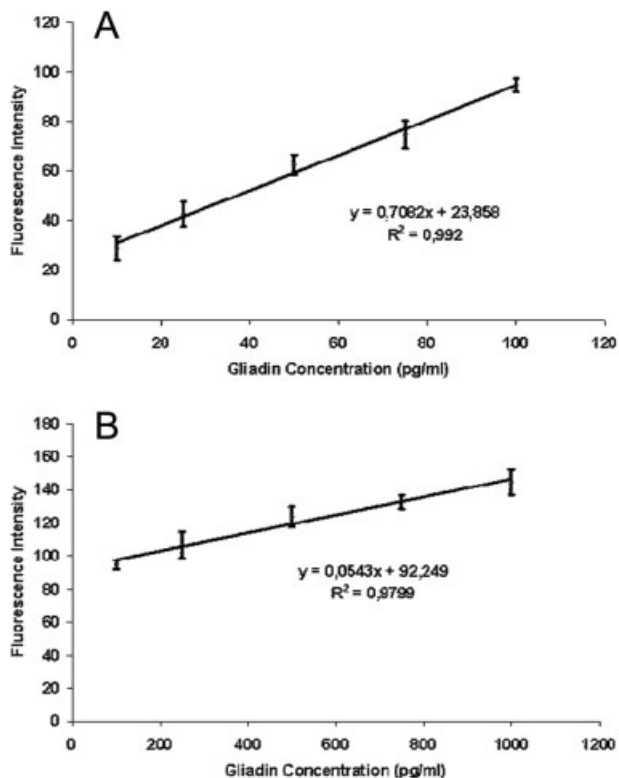 A
120
100
80
60
40
20
0
Fluorescence Intensity
y = 0,7082x + 23,858
R² = 0,992
0 20 40 60 80 100 120
Gliadin Concentration (pg/ml)
B
180
160
140
120
100
80
60
40
20
0
Fluorescence Intensity
y = 0,0543x + 92,249
R² = 0,9799
0 200 400 600 800 1000 1200
Gliadin Concentration (pg/ml)